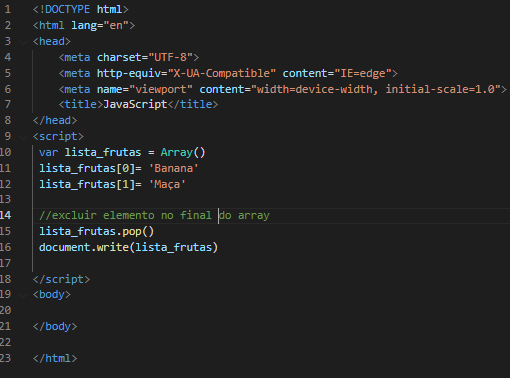 1 <!DOCTYPE html>
2 <html lang="en">
3 <head>
4 <meta charset="UTF-8">
5 <meta http-equiv="X-UA-Compatible" content="IE=edge">
6 <meta name="viewport" content="width=device-width, initial-scale=1.0">
7 <title>JavaScript</title>
8 </head>
9 <script>
10 var lista_frutas = Array()
11 lista_frutas[0]= 'Banana'
12 lista_frutas[1]= 'Maça'
13
14 //excluir elemento no final do array
15 lista_frutas.pop()
16 document.write(lista_frutas)
17
18 </script>
19 <body>
20
21 </body>
22
23 </html>